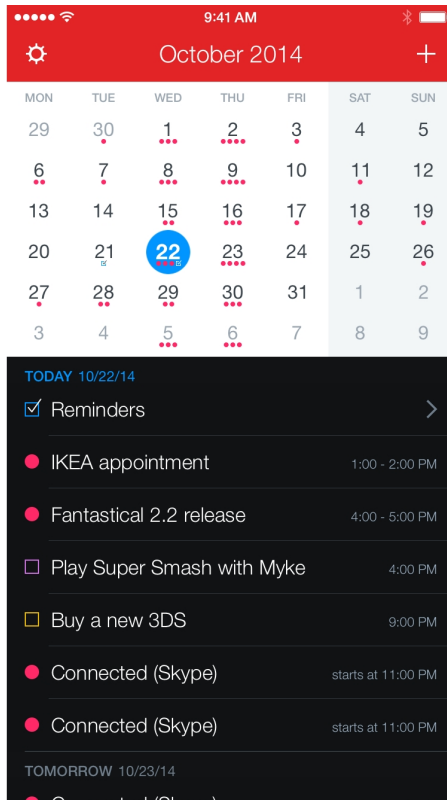 9:41 AM
October 2014
MON TUE WED THU FRI SAT SUN
29 30 1 2 3 4 5
6 7 8 9 10 11 12
13 14 15 16 17 18 19
20 21 22 23 24 25 26
27 28 29 30 31 1 2
3 4 5 6 7 8 9
TODAY 10/22/14
Reminders
IKEA appointment 1:00 - 2:00 PM
Fantastical 2.2 release 4:00 - 5:00 PM
Play Super Smash with Myke 4:00 PM
Buy a new 3DS 9:00 PM
Connected (Skype) starts at 11:00 PM
Connected (Skype) starts at 11:00 PM
TOMORROW 10/23/14